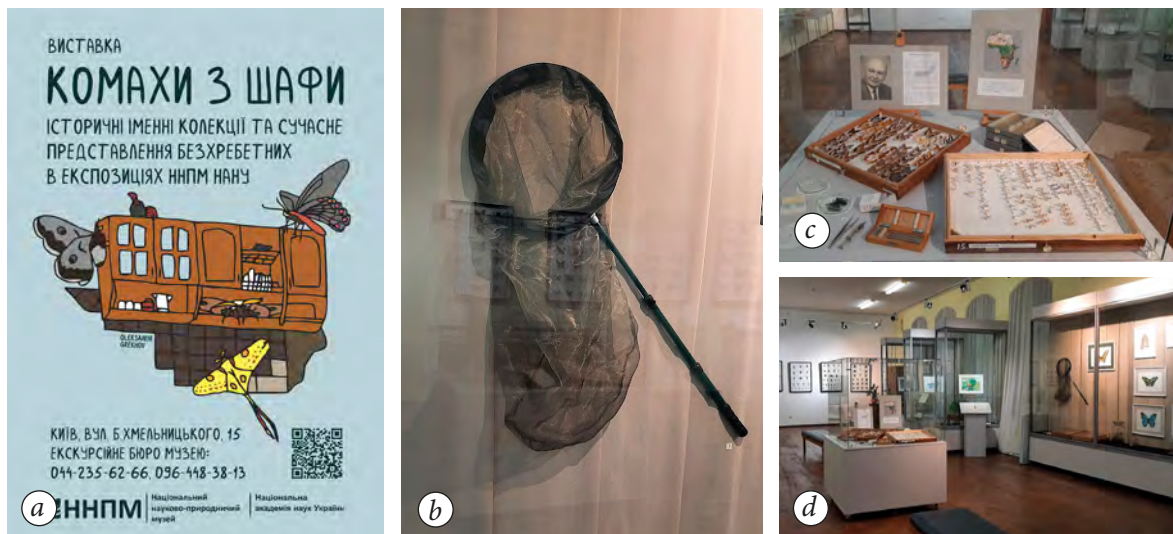 ВИСТАВКА
КОМАХИ З ШАФИ
ІСТОРИЧНІ ІМЕННІ КОЛЕКЦІЇ ТА СУЧАСНЕ
ПРЕДСТАВЛЕННЯ БЕЗХРЕБЕТНИХ
В ЕКСПОЗИЦІЯХ ННПМ НАНУ
OLEKSANDR
GREKHOV
КИЇВ, ВУЛ. Б.ХМЕЛЬНИЦЬКОГО, 15
ЕКСКУРСІЙНЕ БЮРО МУЗЕЮ:
044-235-62-66, 096-448-38-13
ННПМ
Національний
науково-природничий
музей
Національна
академія наук України
a
b
15
c
d